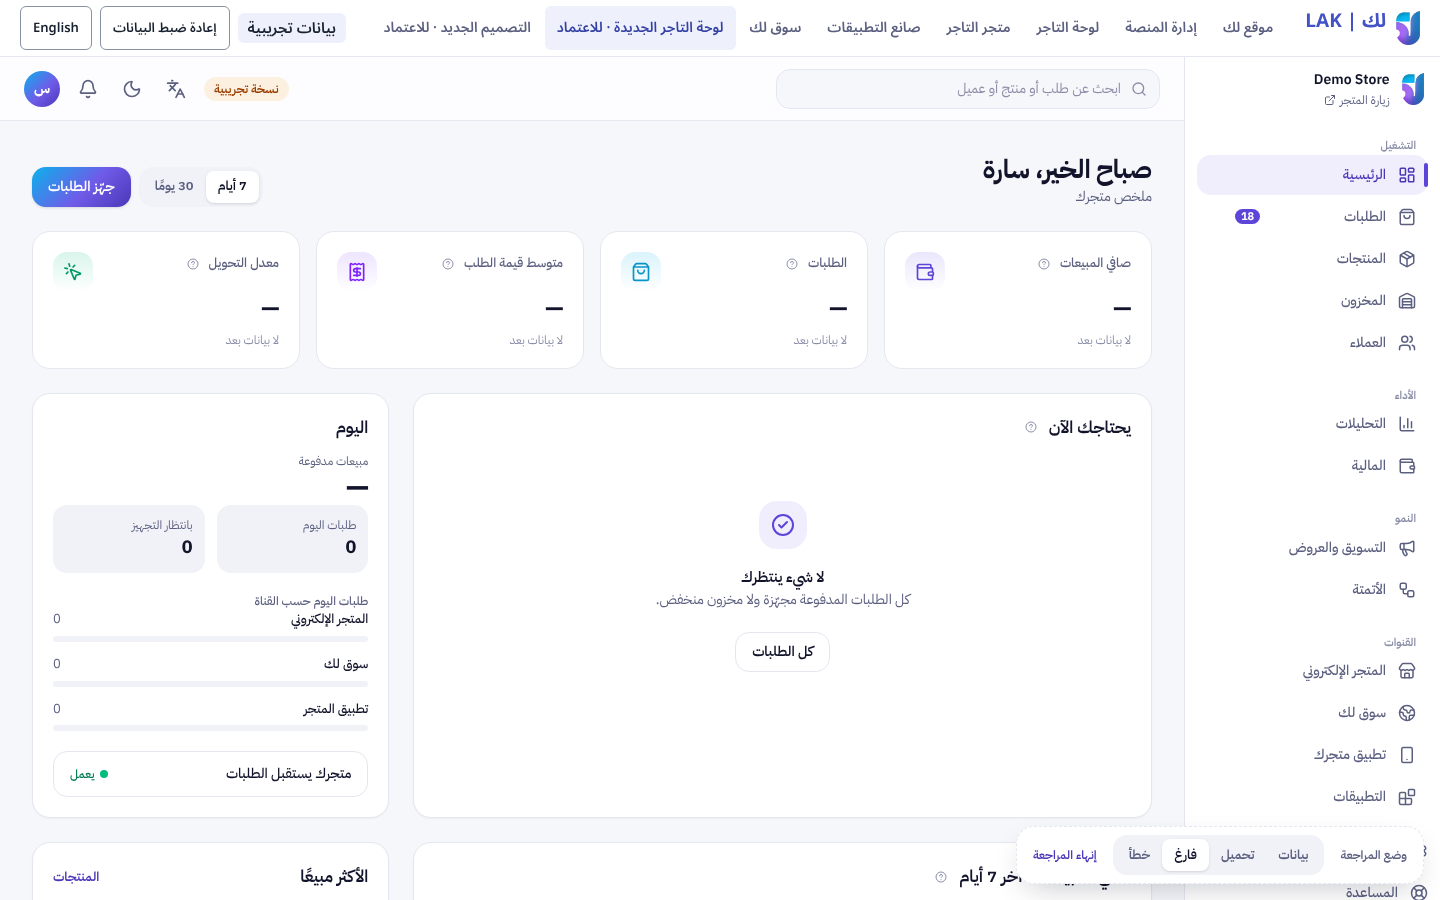 لك | LAK
موقع لك
إدارة المنصة
لوحة التاجر
متجر التاجر
صانع التطبيقات
سوق لك
لوحة التاجر الجديدة · للاعتماد
التصميم الجديد · للاعتماد
بيانات تجريبية
إعادة ضبط البيانات
English
Demo Store
زيارة المتجر
ابحث عن طلب أو منتج أو عميل
نسخة تجريبية
س
التشغيل
الرئيسية
الطلبات
18
المنتجات
المخزون
العملاء
الأداء
التحليلات
المالية
النمو
التسويق والعروض
الأتمتة
القنوات
المتجر الإلكتروني
سوق لك
تطبيق متجرك
التطبيقات
المساعدة
صباح الخير، سارة
ملخص متجرك
7 أيام
30 يومًا
جهّز الطلبات
صافي المبيعات
—
لا بيانات بعد
الطلبات
—
لا بيانات بعد
متوسط قيمة الطلب
—
لا بيانات بعد
معدل التحويل
—
لا بيانات بعد
يحتاجك الآن
لا شيء ينتظرك
كل الطلبات المدفوعة مجهّزة ولا مخزون منخفض.
كل الطلبات
اليوم
مبيعات مدفوعة
—
طلبات اليوم
0
بانتظار التجهيز
0
طلبات اليوم حسب القناة
المتجر الإلكتروني
0
سوق لك
0
تطبيق المتجر
0
متجرك يستقبل الطلبات
يعمل
آخر 7 أيام
الأكثر مبيعًا
المنتجات
وضع المراجعة
بيانات
تحميل
فارغ
خطأ
إنهاء المراجعة